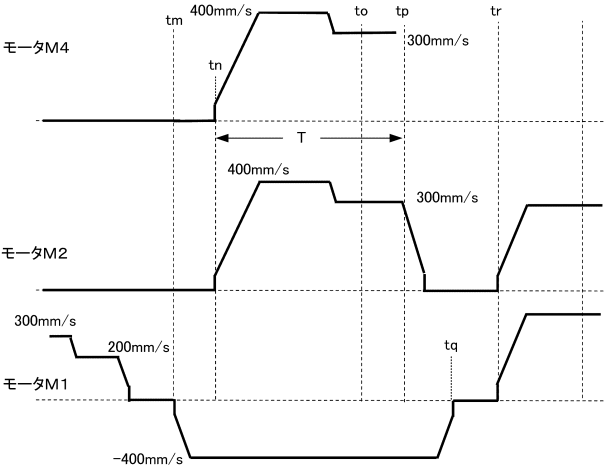 400mm/s
tm
to
tp
tr
モータM4
300mm/s
tn
T
400mm/s
300mm/s
モータM2
300mm/s
200mm/s
tq
モータM1
-400mm/s